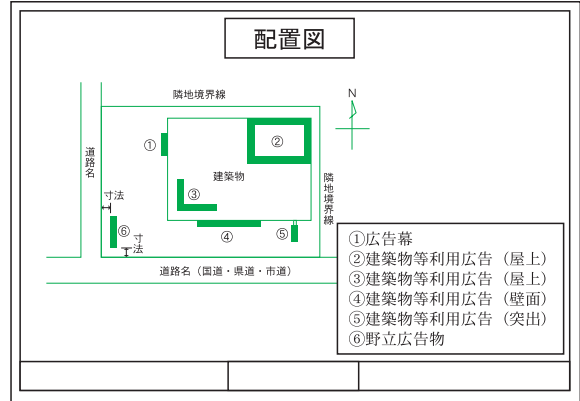 配置図
隣地境界線
N
①
②
道路名
建築物
隣地境界線
寸法
③
⑥
寸法
④
⑤
道路名（国道・県道・市道）
①広告幕
②建築物等利用広告（屋上）
③建築物等利用広告（屋上）
④建築物等利用広告（壁面）
⑤建築物等利用広告（突出）
⑥野立広告物